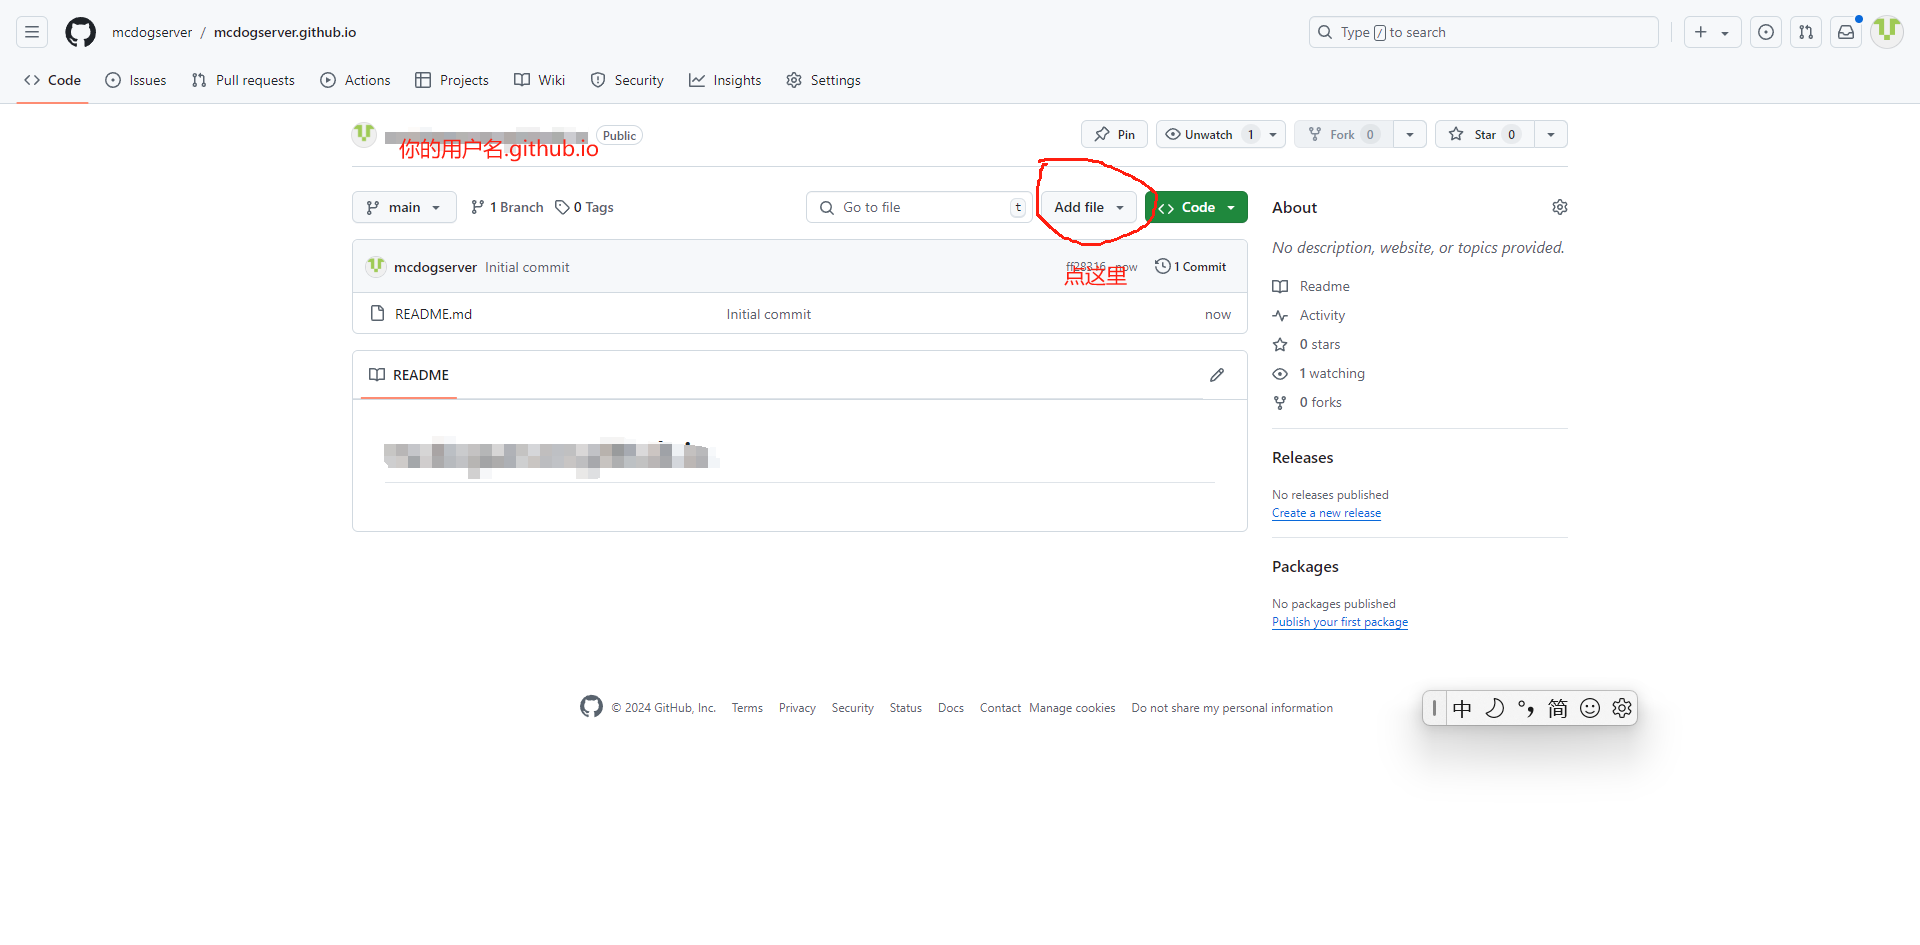 mcdogserver / mcdogserver.github.io
Type / to search
Code Issues Pull requests Actions Projects Wiki Security Insights Settings
Public
你的用户名.github.io
Pin Unwatch 1 Fork 0 Star 0
main 1 Branch 0 Tags Go to file t Add file Code
mcdogserver Initial commit now 1 Commit
点这里
README.md Initial commit now
README
About
No description, website, or topics provided.
Readme
Activity
0 stars
1 watching
0 forks
Releases
No releases published
Create a new release
Packages
No packages published
Publish your first package
© 2024 GitHub, Inc. Terms Privacy Security Status Docs Contact Manage cookies Do not share my personal information
中 °, 简